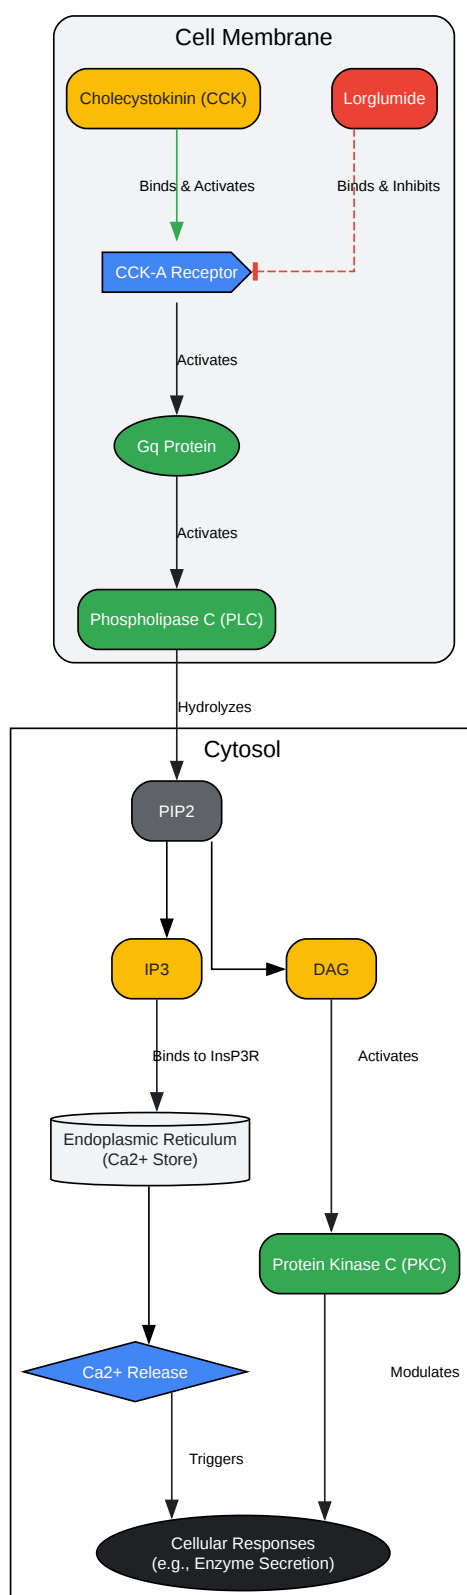 Cell Membrane
Cholecystokinin (CCK)
Lorglumide
Binds & Activates
Binds & Inhibits
CCK-A Receptor
Activates
Gq Protein
Activates
Phospholipase C (PLC)
Hydrolyzes
Cytosol
PIP2
IP3
DAG
Binds to InsP3R
Activates
Endoplasmic Reticulum
(Ca2+ Store)
Protein Kinase C (PKC)
Ca2+ Release
Modulates
Triggers
Cellular Responses
(e.g., Enzyme Secretion)